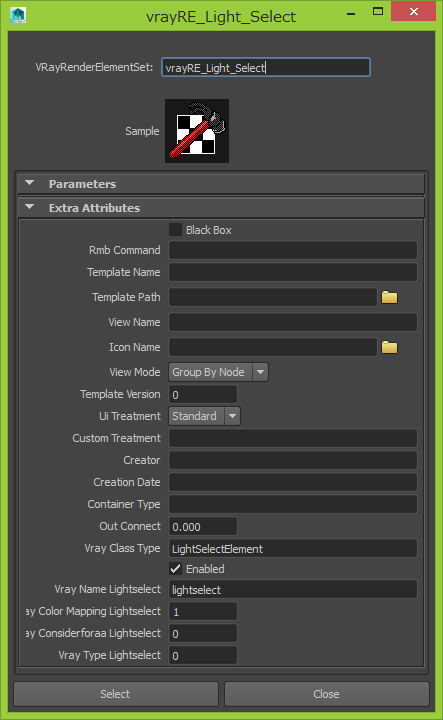 vrayRE_Light_Select
VRayRenderElementSet: vrayRE_Light_Select
Sample
Parameters
Extra Attributes
Black Box
Rmb Command
Template Name
Template Path
View Name
Icon Name
View Mode Group By Node
Template Version 0
Ui Treatment Standard
Custom Treatment
Creator
Creation Date
Container Type
Out Connect 0.000
Vray Class Type LightSelectElement
Enabled
Vray Name Lightselect lightselect
ay Color Mapping Lightselect 1
ay Considerforaa Lightselect 0
Vray Type Lightselect 0
Select Close